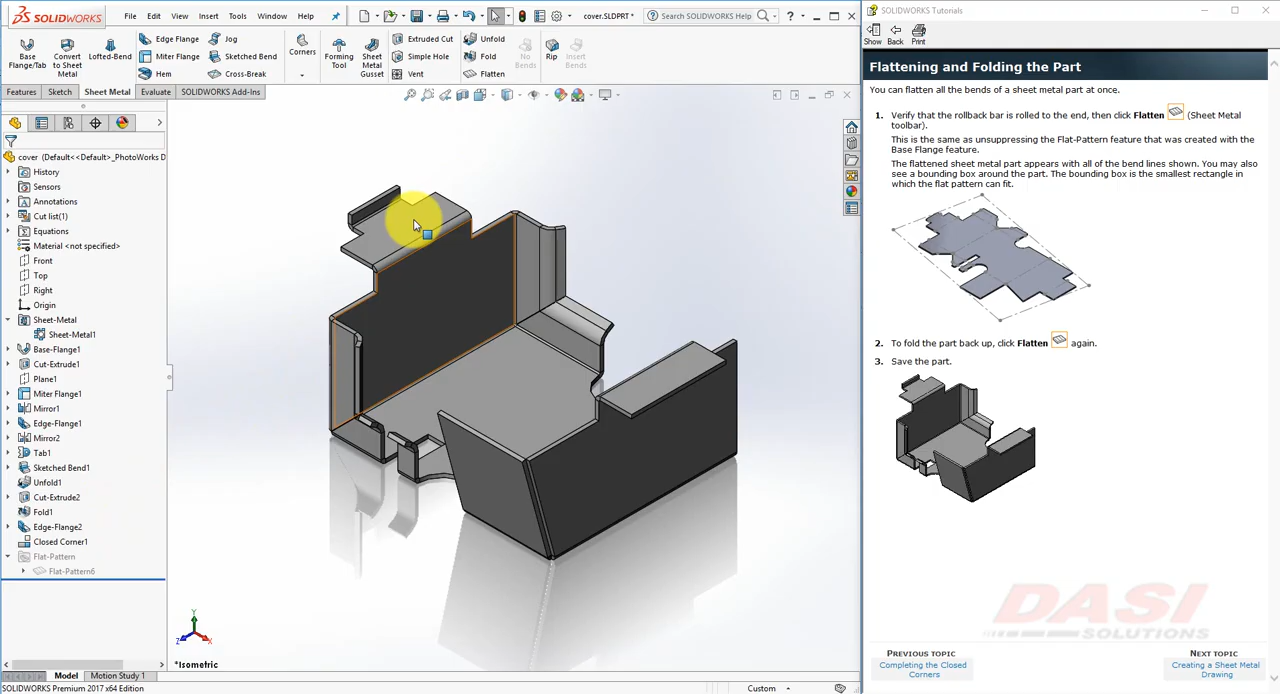 SOLIDWORKS File Edit View Insert Tools Window Help cover.SLDPRT * Search SOLIDWORKS Help ?
Base Flange/Tab
Convert to Sheet Metal
Lofted-Bend
Edge Flange
Miter Flange
Hem
Jog
Sketched Bend
Cross-Break
Corners
Forming Tool
Sheet Metal Gusset
Extruded Cut
Simple Hole
Vent
Unfold
Fold
Flatten
No Bends
Rip
Insert Bends
Features Sketch Sheet Metal Evaluate SOLIDWORKS Add-Ins
cover (Default<<Default>_PhotoWorks D
History
Sensors
Annotations
Cut list(1)
Equations
Material <not specified>
Front
Top
Right
Origin
Sheet-Metal
Sheet-Metal1
Base-Flange1
Cut-Extrude1
Plane1
Miter Flange1
Mirror1
Edge-Flange1
Mirror2
Tab1
Sketched Bend1
Unfold1
Cut-Extrude2
Fold1
Edge-Flange2
Closed Corner1
Flat-Pattern
Flat-Pattern6
Y
Z
X
*Isometric
Model Motion Study 1
SOLIDWORKS Premium 2017 x64 Edition
Custom
SOLIDWORKS Tutorials
Show Back Print
Flattening and Folding the Part
You can flatten all the bends of a sheet metal part at once.
1. Verify that the rollback bar is rolled to the end, then click Flatten (Sheet Metal
toolbar).
This is the same as unsuppressing the Flat-Pattern feature that was created with the
Base Flange feature.
The flattened sheet metal part appears with all of the bend lines shown. You may also
see a bounding box around the part. The bounding box is the smallest rectangle in
which the flat pattern can fit.
2. To fold the part back up, click Flatten again.
3. Save the part.
DASI
SOLUTIONS
PREVIOUS TOPIC
Completing the Closed
Corners
NEXT TOPIC
Creating a Sheet Metal
Drawing